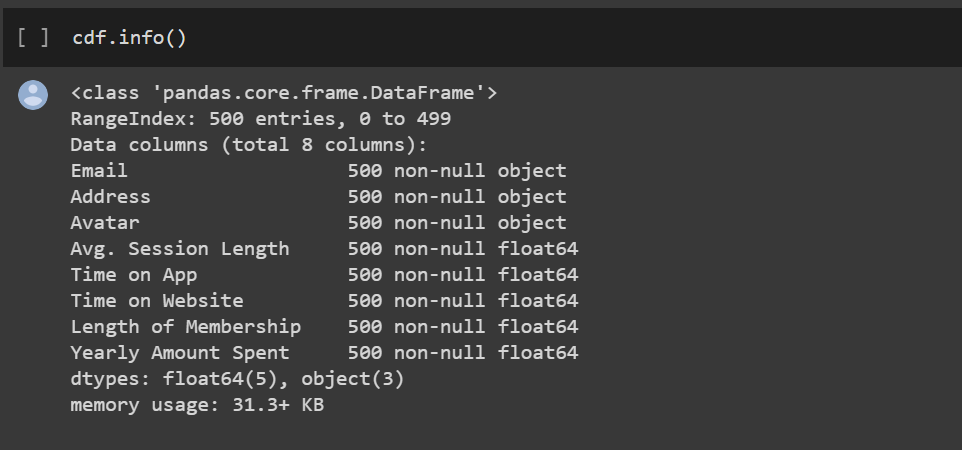 [ ] cdf.info()
<class 'pandas.core.frame.DataFrame'>
RangeIndex: 500 entries, 0 to 499
Data columns (total 8 columns):
Email                   500 non-null object
Address                 500 non-null object
Avatar                  500 non-null object
Avg. Session Length     500 non-null float64
Time on App             500 non-null float64
Time on Website         500 non-null float64
Length of Membership    500 non-null float64
Yearly Amount Spent     500 non-null float64
dtypes: float64(5), object(3)
memory usage: 31.3+ KB